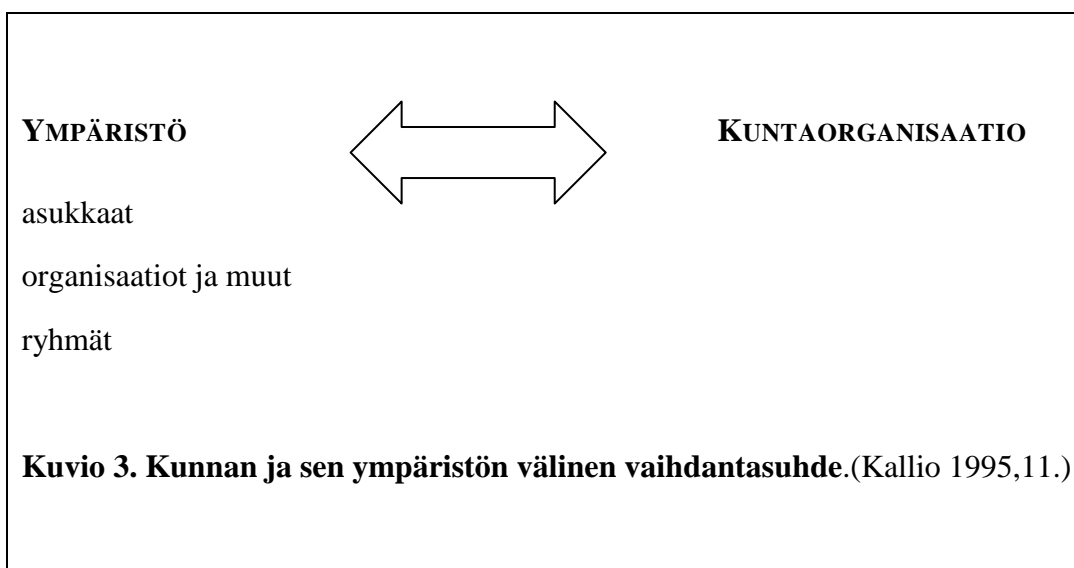 YMPÄRISTÖ KUNTAORGANISAATIO
asukkaat
organisaatiot ja muut
ryhmät
Kuvio 3. Kunnan ja sen ympäristön välinen vaihdantasuhde.(Kallio 1995,11.)